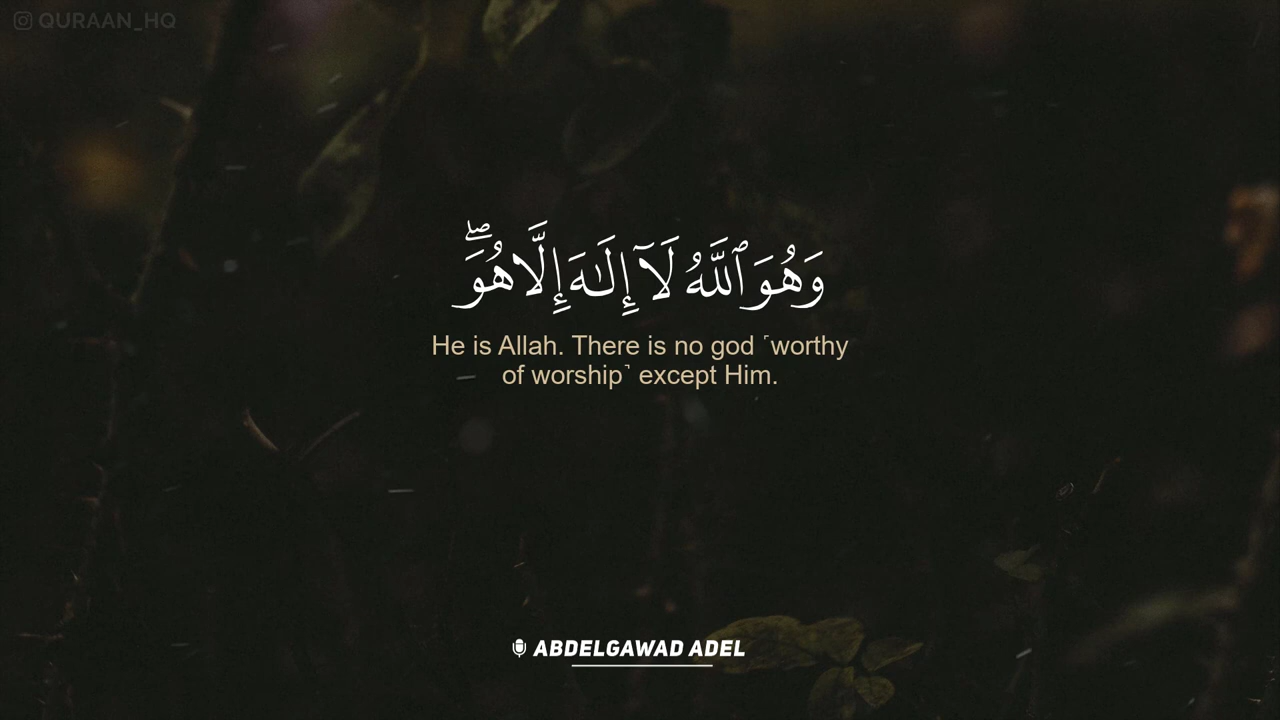 QURAAN_HQ
وَهُوَ ٱللَّهُ لَآ إِلَـٰهَ إِلَّا هُوَ ۖ
He is Allah. There is no god ˹worthy
of worship˺ except Him.
ABDELGAWAD ADEL